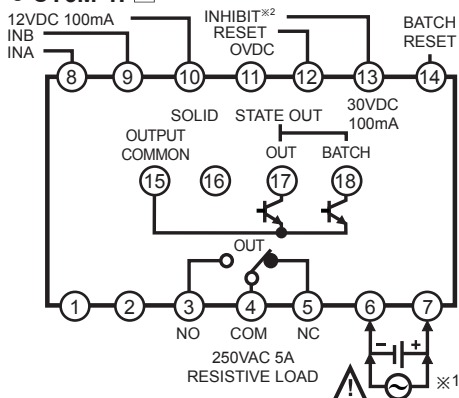 12VDC 100mA
INB
INA
INHIBIT※2
RESET
OVDC
BATCH
RESET
8 9 10 11 12 13 14
SOLID STATE OUT
30VDC
100mA
OUTPUT
COMMON
OUT BATCH
15 16 17 18
OUT
1 2 3 4 5 6 7
NO COM NC
250VAC 5A
RESISTIVE LOAD
- +
! ※1